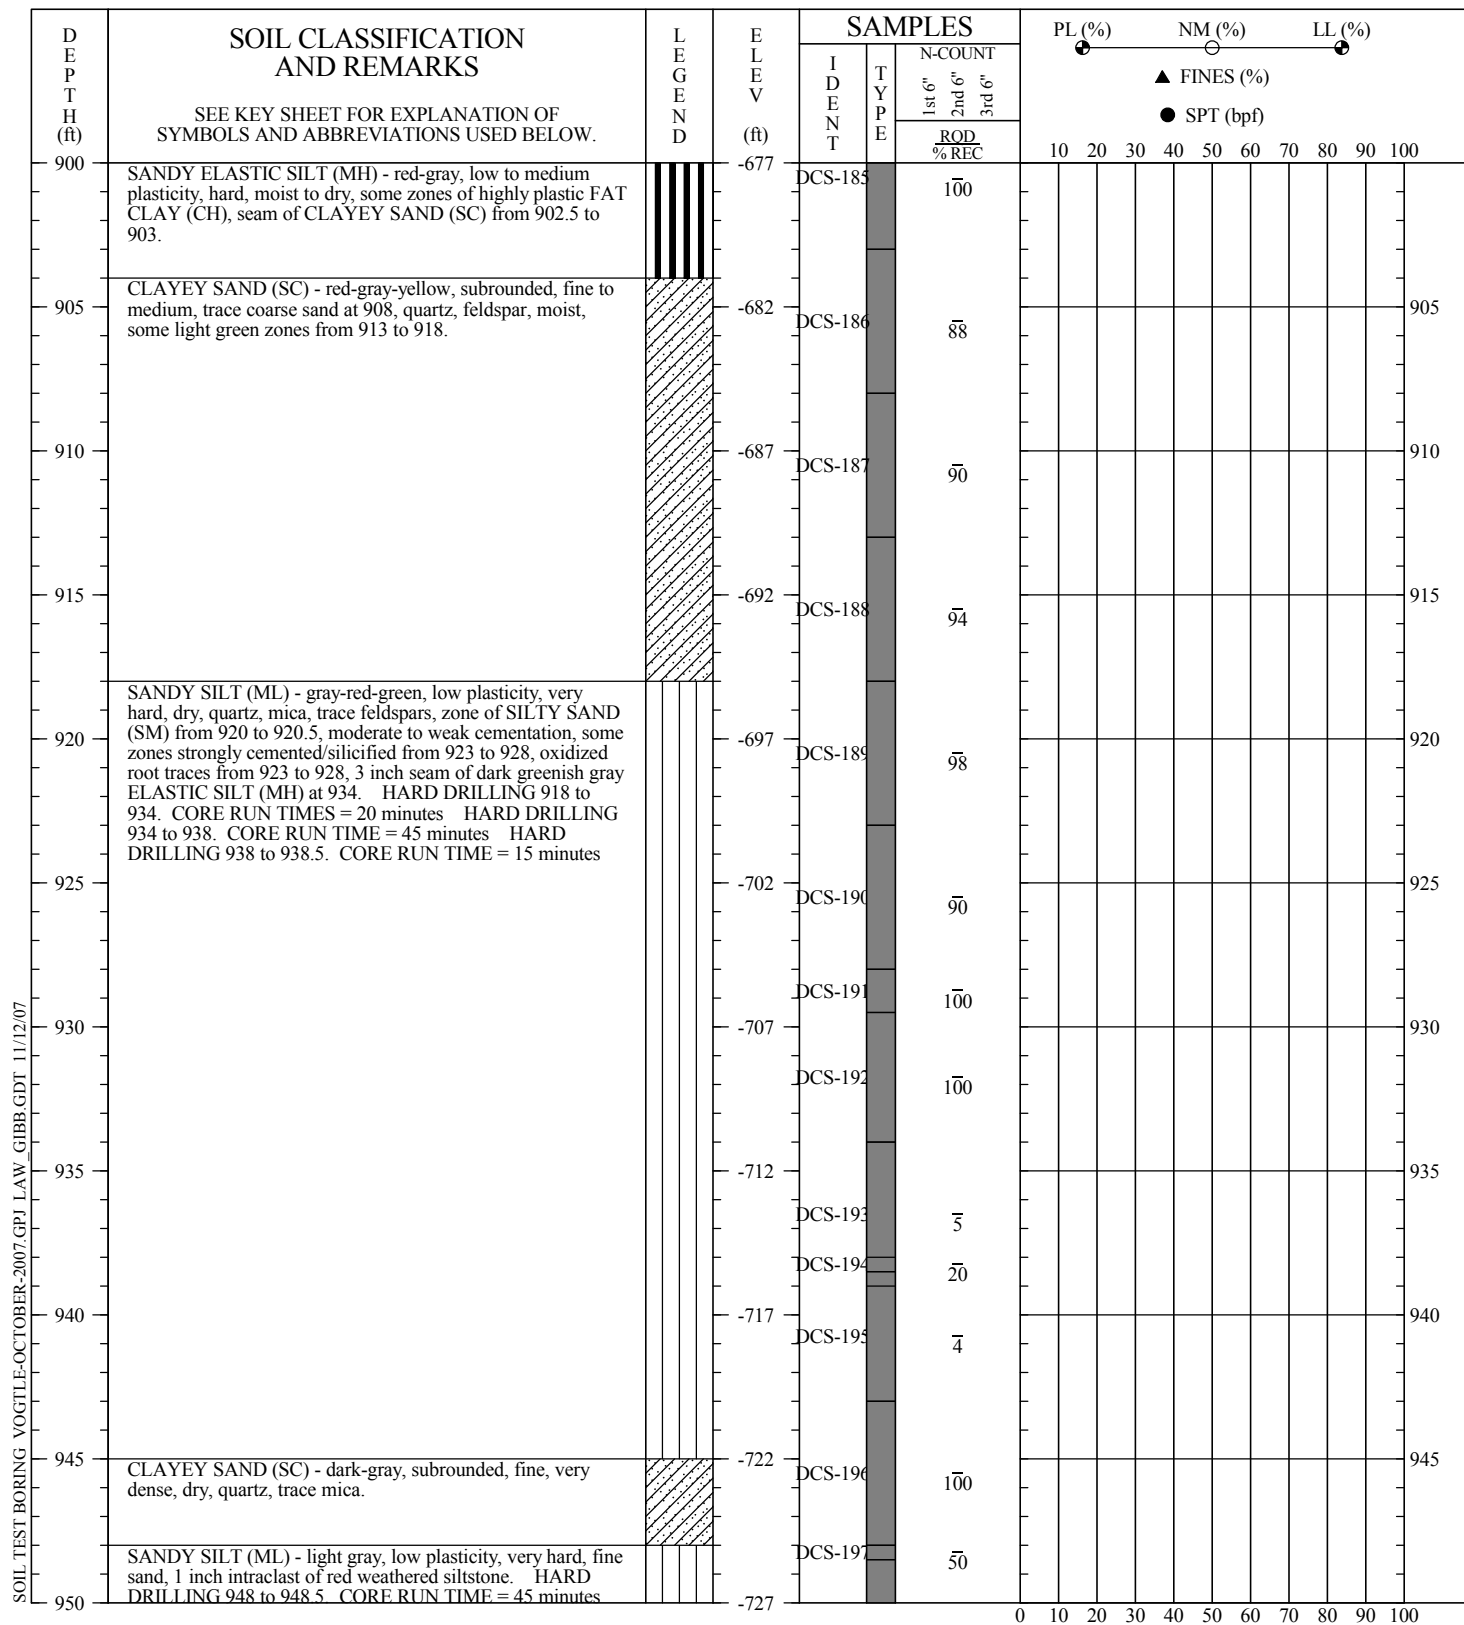 DEPTH (ft)
SOIL CLASSIFICATION
AND REMARKS
SEE KEY SHEET FOR EXPLANATION OF
SYMBOLS AND ABBREVIATIONS USED BELOW.
LEGEND
ELEV (ft)
SAMPLES
IDENT
TYPE
N-COUNT
1st 6"
2nd 6"
3rd 6"
RQD
% REC
PL (%) NM (%) LL (%)
▲ FINES (%)
● SPT (bpf)
10 20 30 40 50 60 70 80 90 100
900 -677
SANDY ELASTIC SILT (MH) - red-gray, low to medium
plasticity, hard, moist to dry, some zones of highly plastic FAT
CLAY (CH), seam of CLAYEY SAND (SC) from 902.5 to
903.
DCS-185 100
CLAYEY SAND (SC) - red-gray-yellow, subrounded, fine to
medium, trace coarse sand at 908, quartz, feldspar, moist,
some light green zones from 913 to 918.
905 -682 905
DCS-186 88
910 -687 910
DCS-187 90
915 -692 915
DCS-188 94
SANDY SILT (ML) - gray-red-green, low plasticity, very
hard, dry, quartz, mica, trace feldspars, zone of SILTY SAND
(SM) from 920 to 920.5, moderate to weak cementation, some
zones strongly cemented/silicified from 923 to 928, oxidized
root traces from 923 to 928, 3 inch seam of dark greenish gray
ELASTIC SILT (MH) at 934. HARD DRILLING 918 to
934. CORE RUN TIMES = 20 minutes HARD DRILLING
934 to 938. CORE RUN TIME = 45 minutes HARD
DRILLING 938 to 938.5. CORE RUN TIME = 15 minutes
920 -697 920
DCS-189 98
925 -702 925
DCS-190 90
DCS-191 100
930 -707 930
DCS-192 100
935 -712 935
DCS-193 5
DCS-194 20
940 -717 940
DCS-195 4
945 -722 945
CLAYEY SAND (SC) - dark-gray, subrounded, fine, very
dense, dry, quartz, trace mica.
DCS-196 100
SANDY SILT (ML) - light gray, low plasticity, very hard, fine
sand, 1 inch intraclast of red weathered siltstone. HARD
DRILLING 948 to 948.5. CORE RUN TIME = 45 minutes
DCS-197 50
950 -727
0 10 20 30 40 50 60 70 80 90 100
SOIL TEST BORING VOGTLE-OCTOBER-2007.GPJ LAW_GIBB.GDT 11/12/07